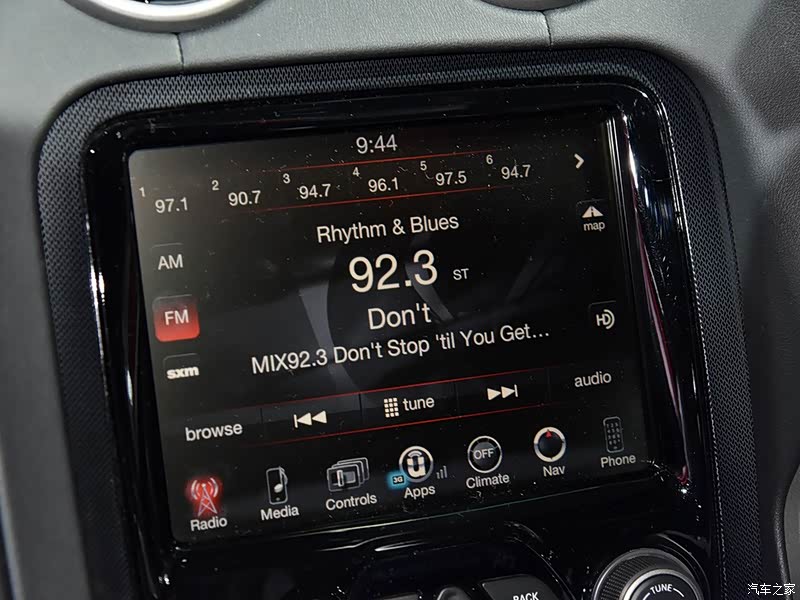 9:44
1 97.1 2 90.7 3 94.7 4 96.1 5 97.5 6 94.7
map
Rhythm & Blues
AM
92.3 ST
FM
Don't
HD
MIX92.3 Don't Stop 'til You Get...
sxm
browse tune audio
3G
OFF
Radio Media Controls Apps Climate Nav Phone
BACK
TUNE
汽车之家